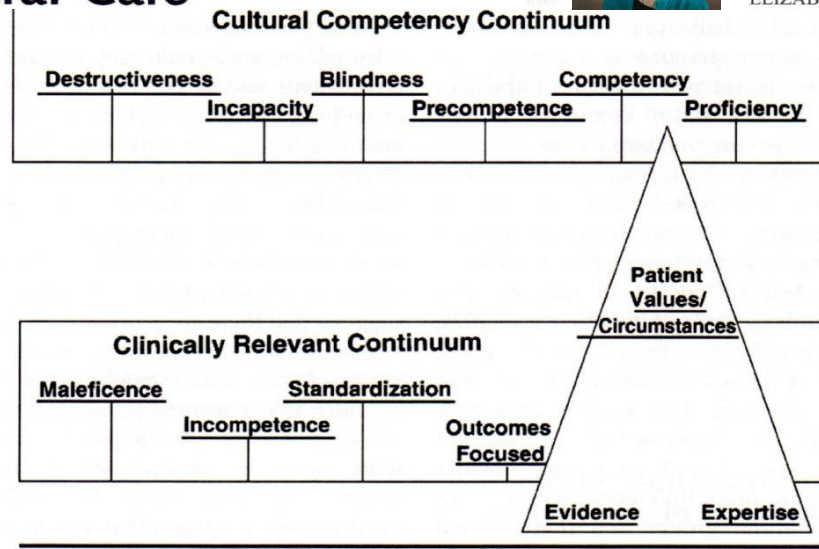 Cultural Competency Continuum
Destructiveness
Blindness
Competency
Incapacity
Precompetence
Proficiency
Patient
Values/
Circumstances
Clinically Relevant Continuum
Maleficence
Standardization
Incompetence
Outcomes
Focused
Evidence
Expertise